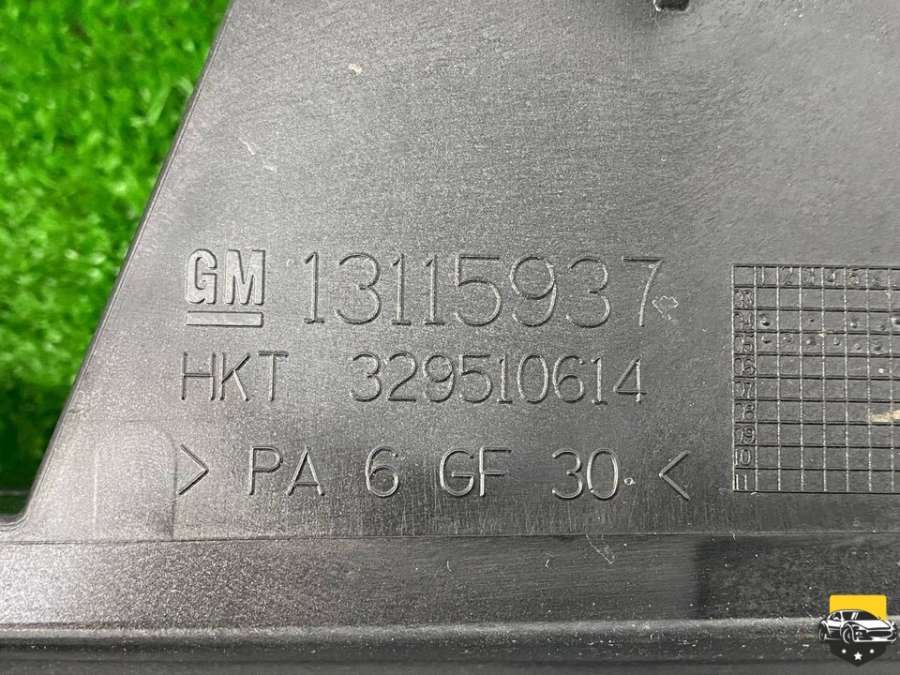 GM 13115937
HKT 329510614
> PA 6 GF 30 <